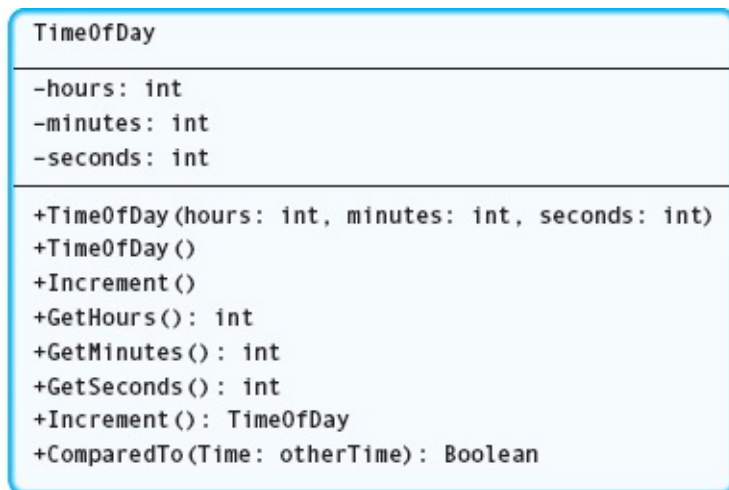 TimeOfDay
–hours: int
–minutes: int
–seconds: int
+TimeOfDay(hours: int, minutes: int, seconds: int)
+TimeOfDay()
+Increment()
+GetHours(): int
+GetMinutes(): int
+GetSeconds(): int
+Increment(): TimeOfDay
+ComparedTo(Time: otherTime): Boolean